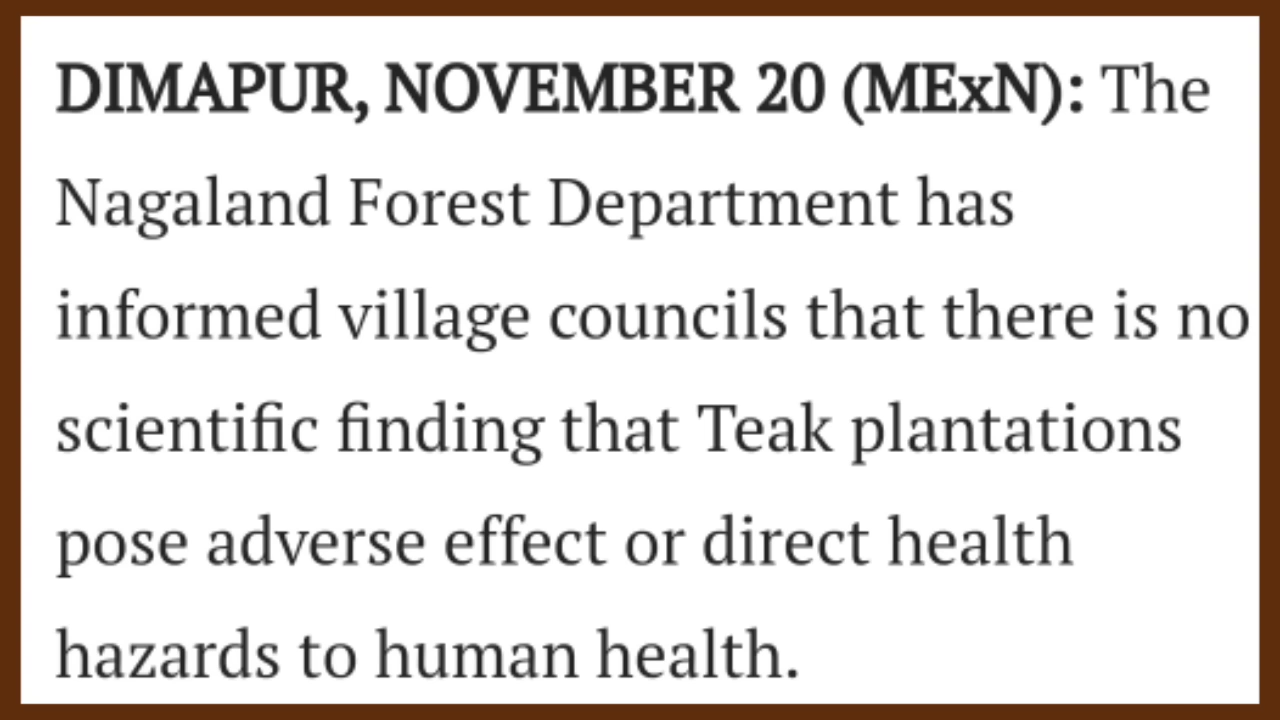 DIMAPUR, NOVEMBER 20 (MExN): The
Nagaland Forest Department has
informed village councils that there is no
scientific finding that Teak plantations
pose adverse effect or direct health
hazards to human health.